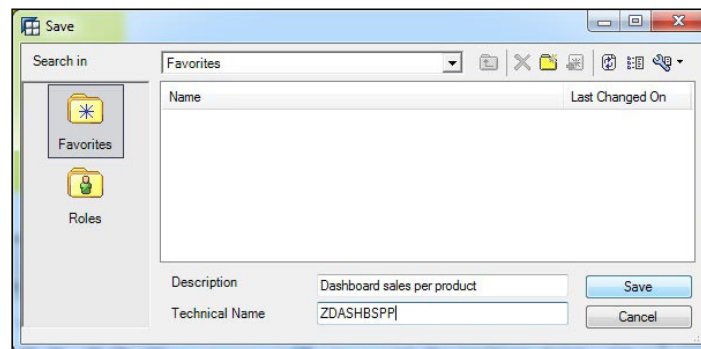 Save
Search in
Favorites
Name
Last Changed On
Favorites
Roles
Description
Dashboard sales per product
Save
Technical Name
ZDASHBSPP
Cancel